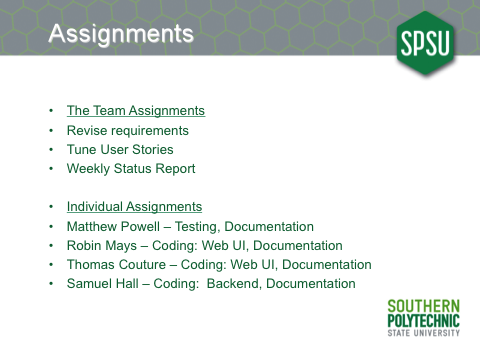 Assignments
SPSU
• The Team Assignments
• Revise requirements
• Tune User Stories
• Weekly Status Report
• Individual Assignments
• Matthew Powell – Testing, Documentation
• Robin Mays – Coding: Web UI, Documentation
• Thomas Couture – Coding: Web UI, Documentation
• Samuel Hall – Coding:  Backend, Documentation
SOUTHERN
POLYTECHNIC
STATE UNIVERSITY